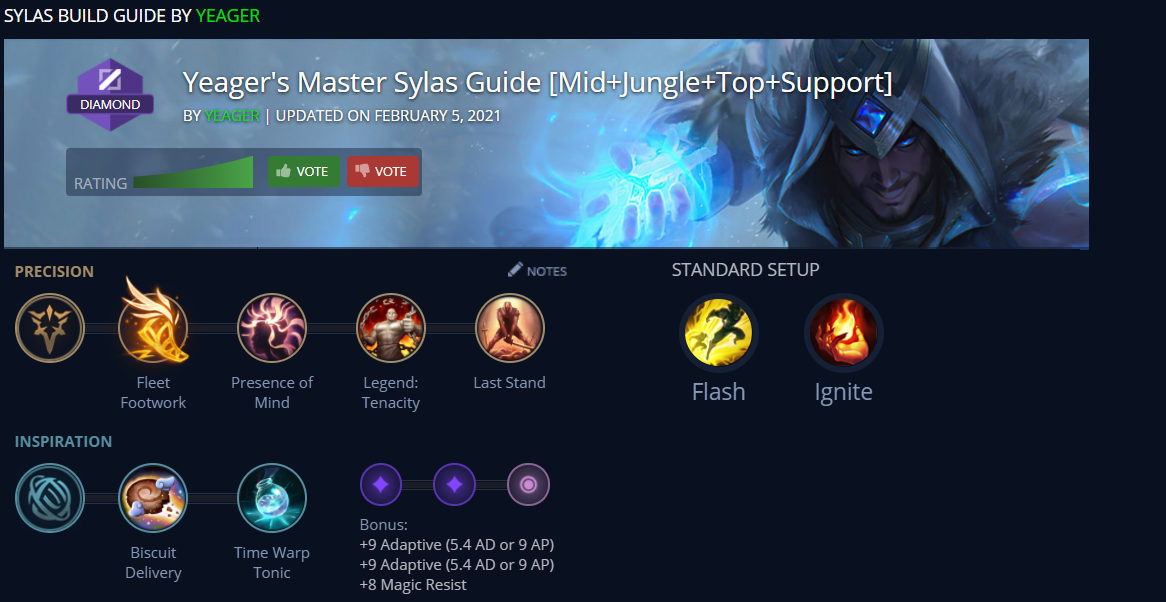 SYLAS BUILD GUIDE BY YEAGER
Yeager's Master Sylas Guide [Mid+Jungle+Top+Support]
DIAMOND
BY YEAGER | UPDATED ON FEBRUARY 5, 2021
RATING
VOTE
VOTE
PRECISION
NOTES
Fleet
Footwork
Presence of
Mind
Legend:
Tenacity
Last Stand
STANDARD SETUP
Flash
Ignite
INSPIRATION
Biscuit
Delivery
Time Warp
Tonic
Bonus:
+9 Adaptive (5.4 AD or 9 AP)
+9 Adaptive (5.4 AD or 9 AP)
+8 Magic Resist